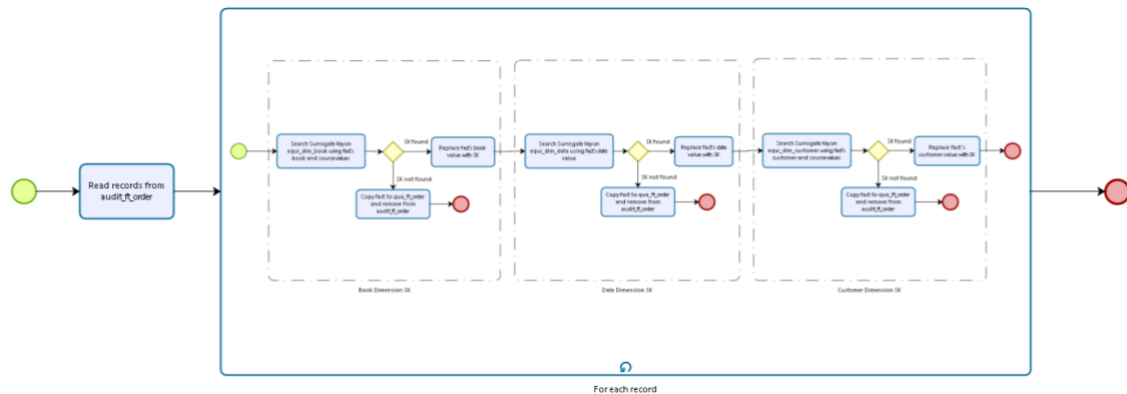 Read records from
audit_ft_order
Search Surrogate Key on
equi_dim_book using fact's
book and source values
SK found
Replace fact's book
value with SK
SK not found
Copy fact to qua_ft_order
and remove from
audit_ft_order
Book Dimension SK
Search Surrogate Key on
equi_dim_date using fact's date
value
SK found
Replace fact's date
value with SK
SK not found
Copy fact to qua_ft_order
and remove from
audit_ft_order
Date Dimension SK
Search Surrogate Key on
equi_dim_customer using fact's
customer and source values
SK found
Replace fact's
customer value with SK
SK not found
Copy fact to qua_ft_order
and remove from
audit_ft_order
Customer Dimension SK
For each record